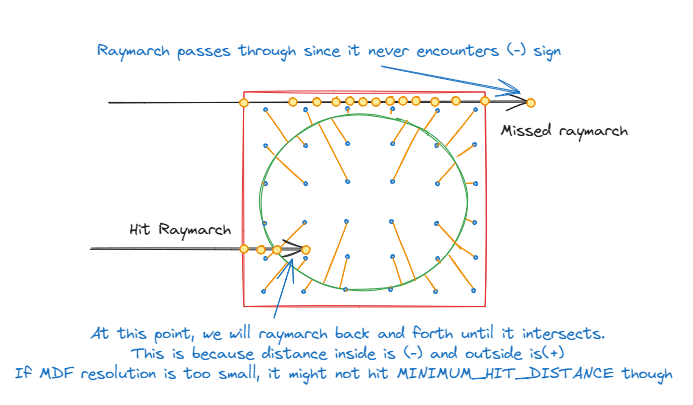 Raymarch passes through since it never encounters (-) sign
Missed raymarch
Hit Raymarch
At this point, we will raymarch back and forth until it intersects.
This is because distance inside is (-) and outside is(+)
If MDF resolution is too small, it might not hit MINIMUM_HIT_DISTANCE though